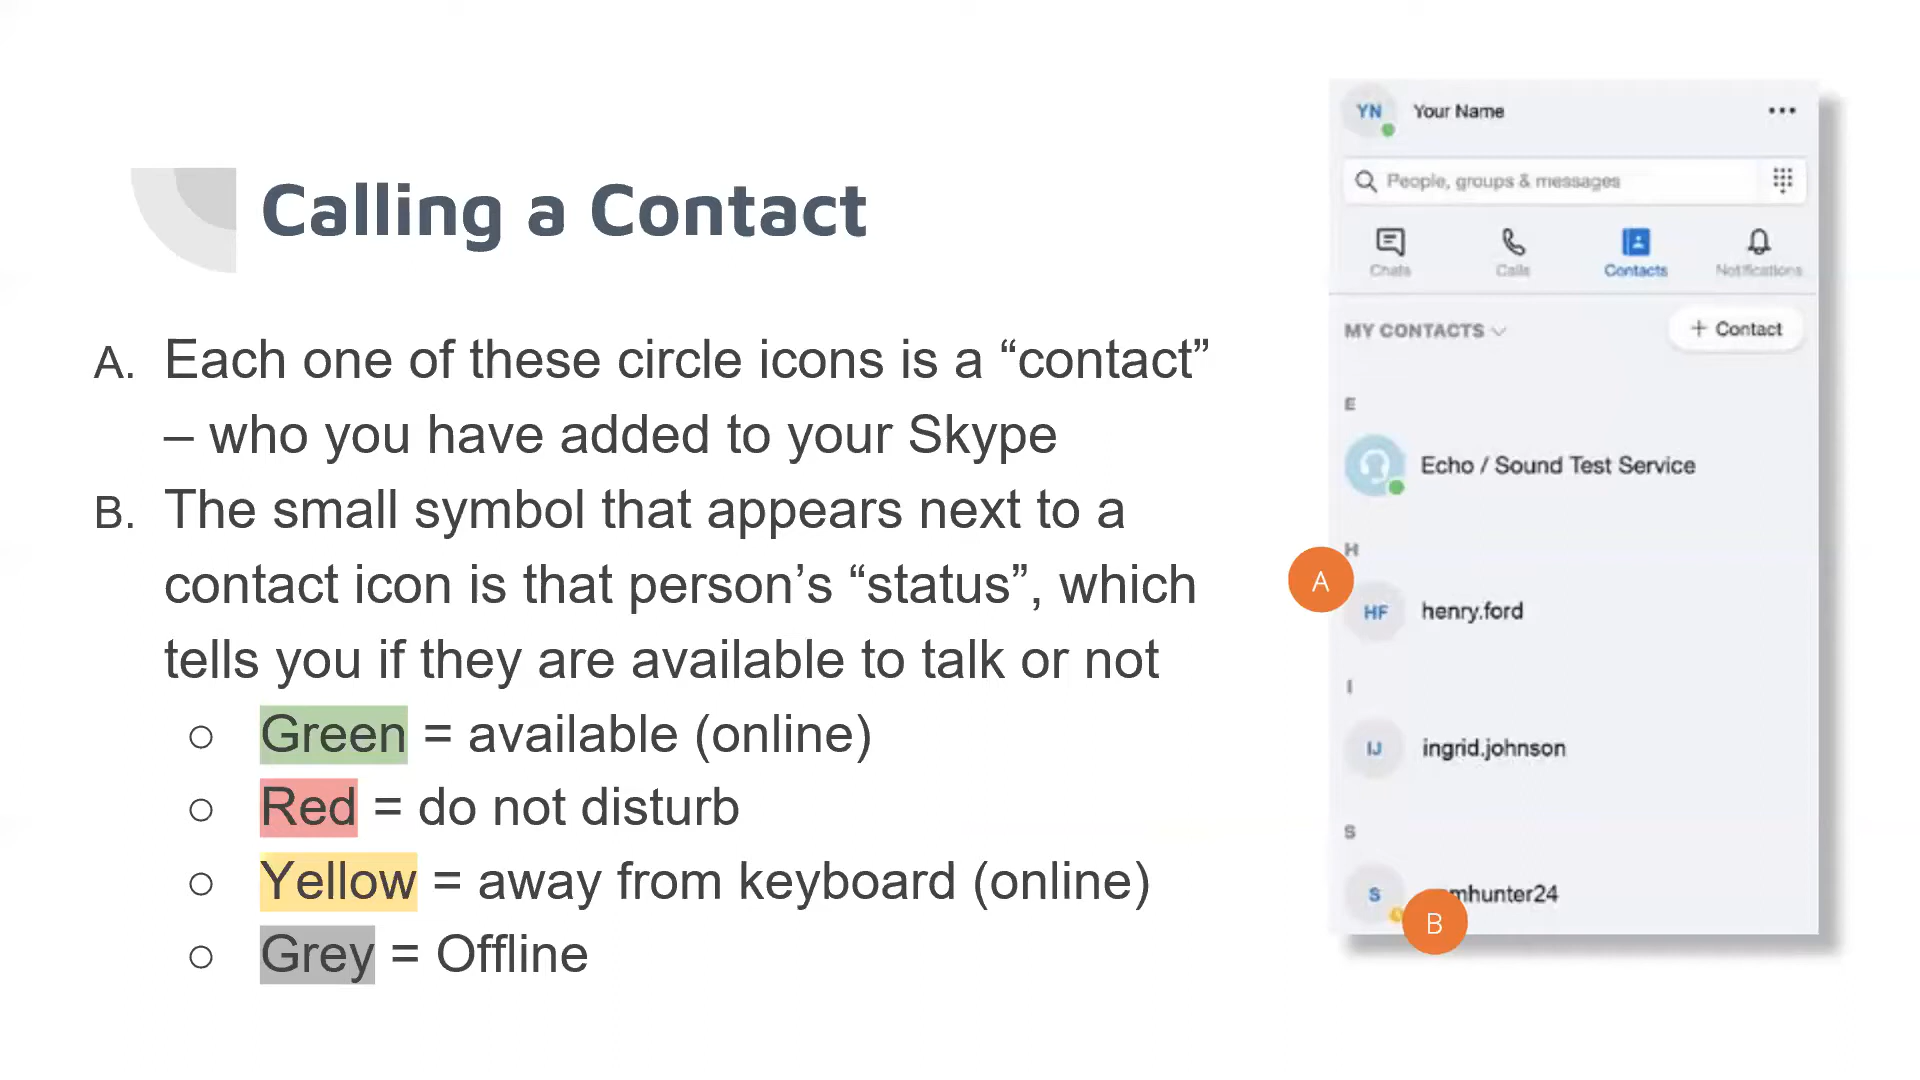 Calling a Contact
A. Each one of these circle icons is a “contact”
– who you have added to your Skype
B. The small symbol that appears next to a
contact icon is that person’s “status”, which
tells you if they are available to talk or not
○ Green = available (online)
○ Red = do not disturb
○ Yellow = away from keyboard (online)
○ Grey = Offline
YN Your Name
People, groups & messages
Chats Calls Contacts Notifications
MY CONTACTS + Contact
E
Echo / Sound Test Service
H
A
HF henry.ford
I
IJ ingrid.johnson
S
S mhunter24
B